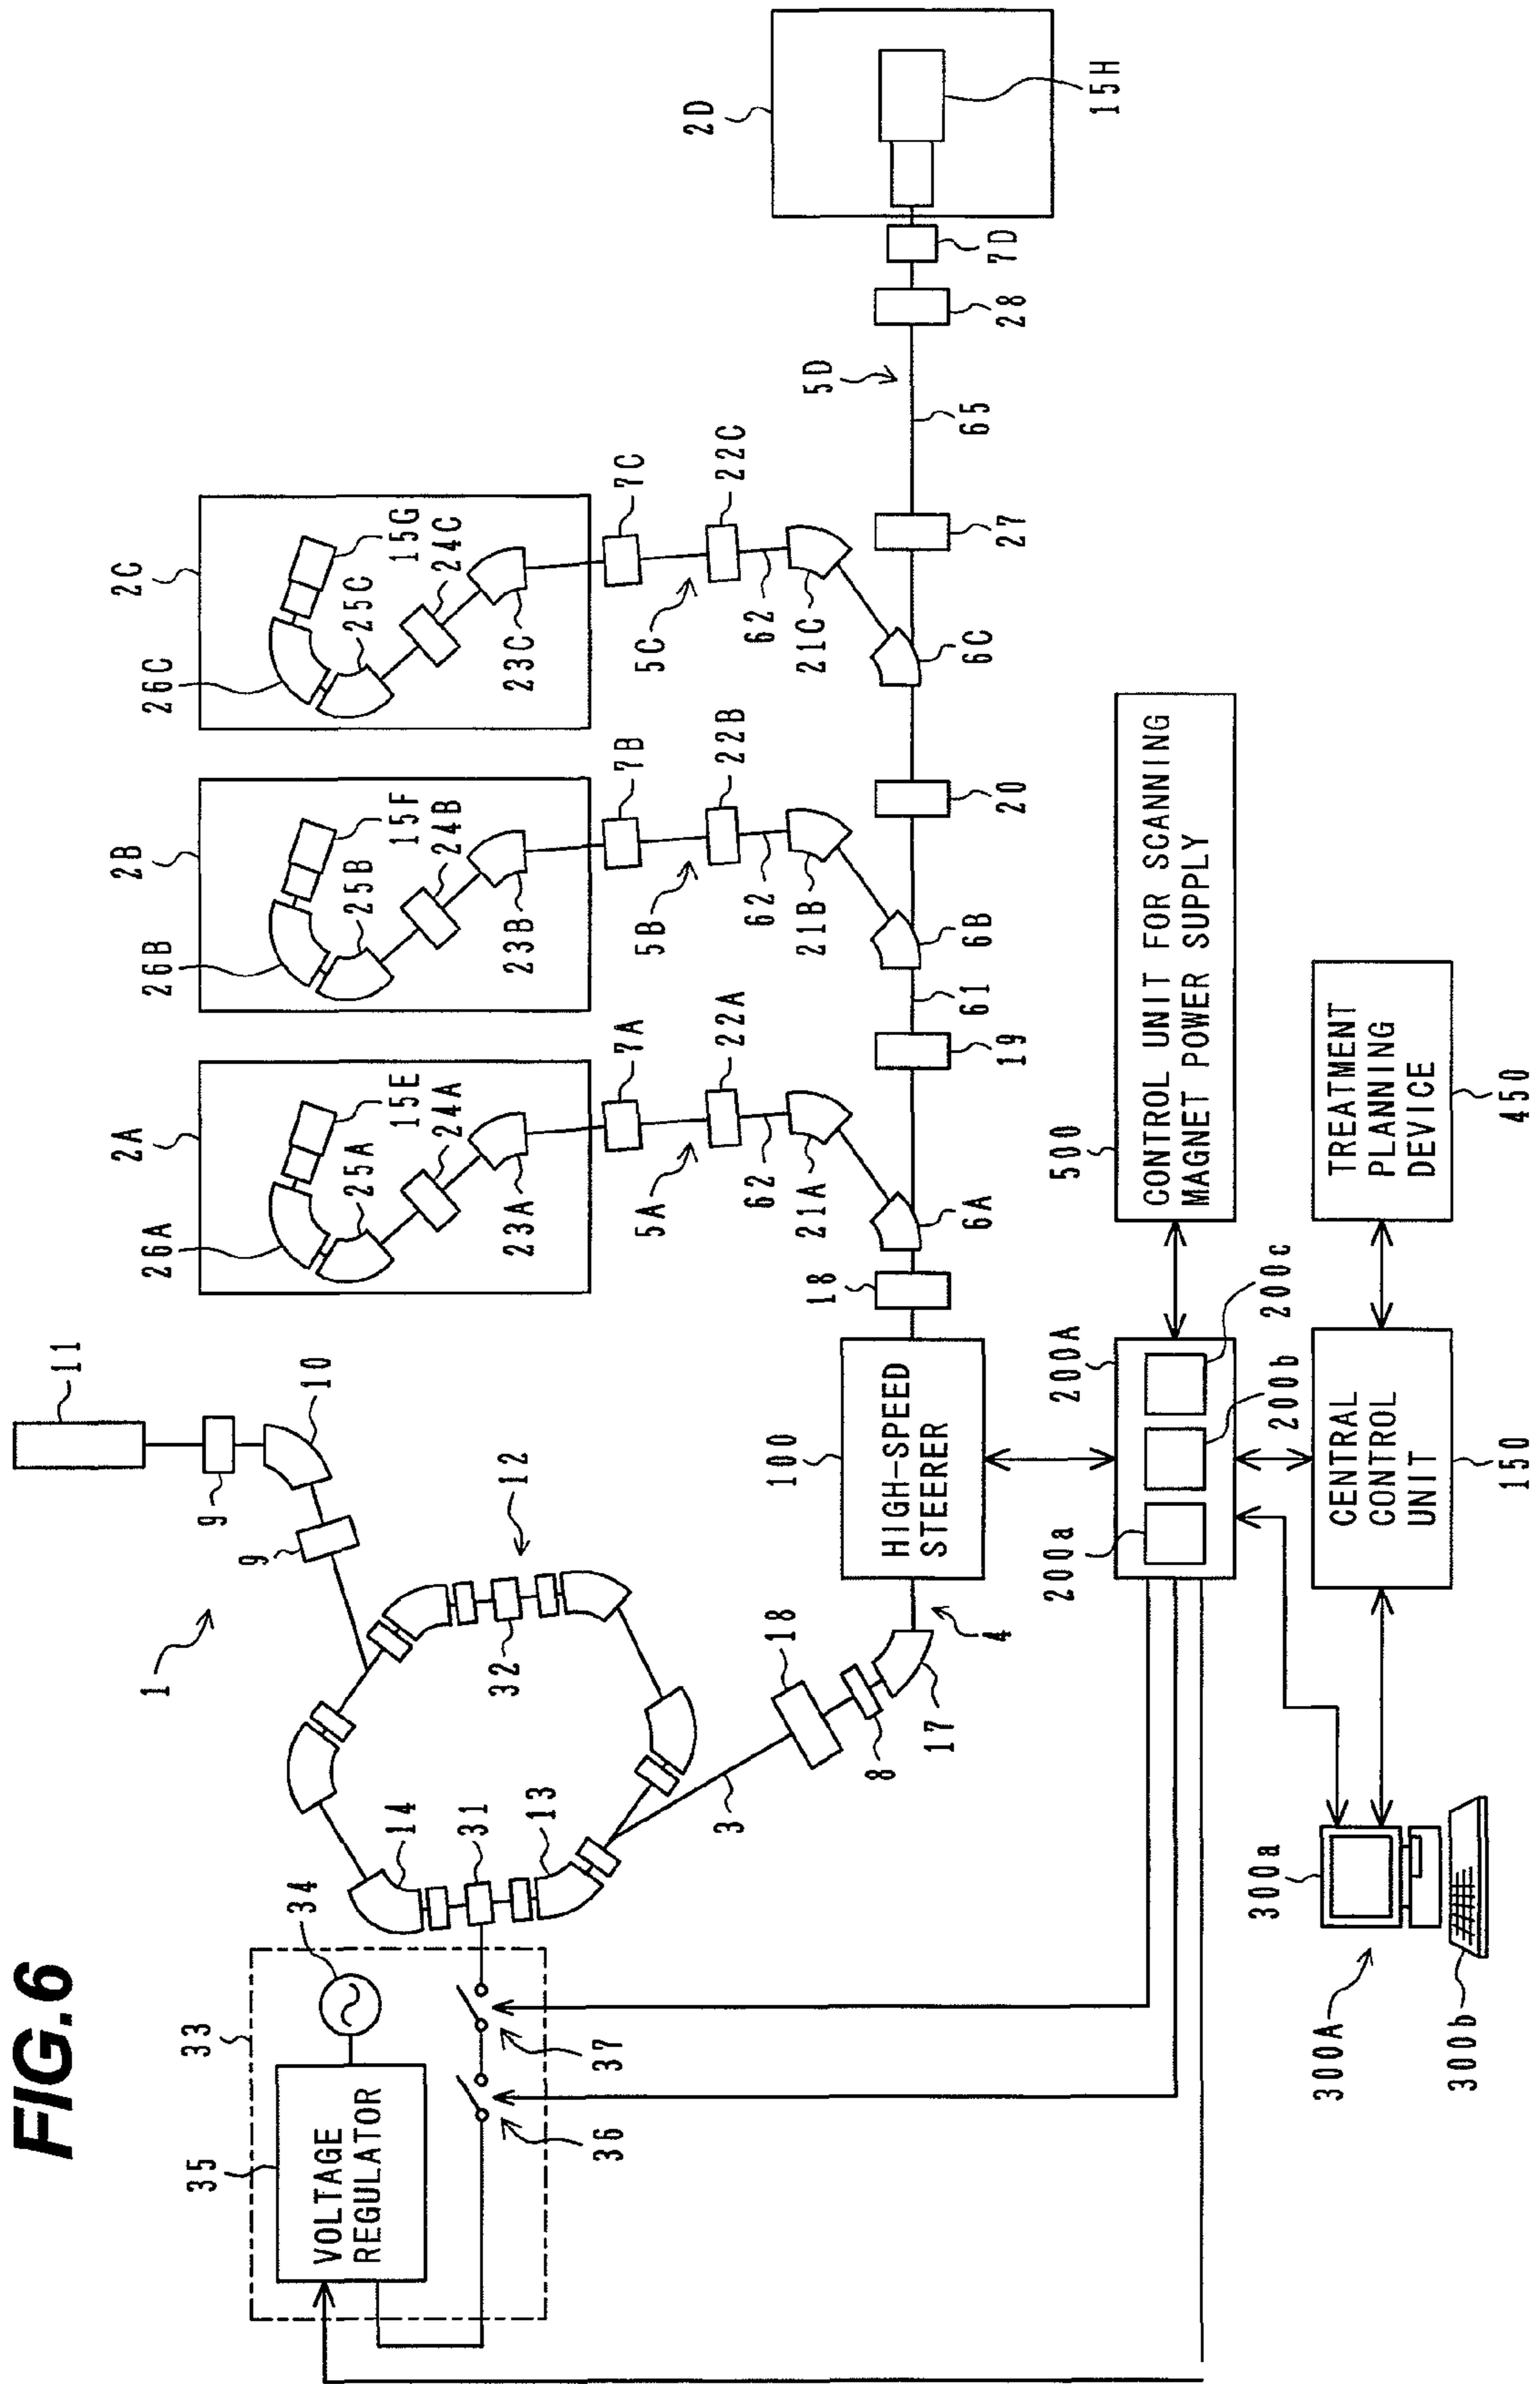 FIG.6
1
11
9
9
10
12
32
33
34
35
VOLTAGE
REGULATOR
36
37
31
14
13
3
18
8
17
4
100
HIGH-SPEED
STEERER
18
2A
26A
25A
15E
24A
23A
7A
5A
22A
62
21A
6A
19
61
2B
26B
25B
15F
24B
23B
7B
5B
22B
62
21B
6B
20
2C
26C
25C
15G
24C
23C
7C
5C
22C
62
21C
6C
27
65
5D
28
7D
2D
15H
200A
200a
200b
200c
500
CONTROL UNIT FOR SCANNING
MAGNET POWER SUPPLY
CENTRAL
CONTROL
UNIT
150
TREATMENT
PLANNING
DEVICE
450
300a
300A
300b